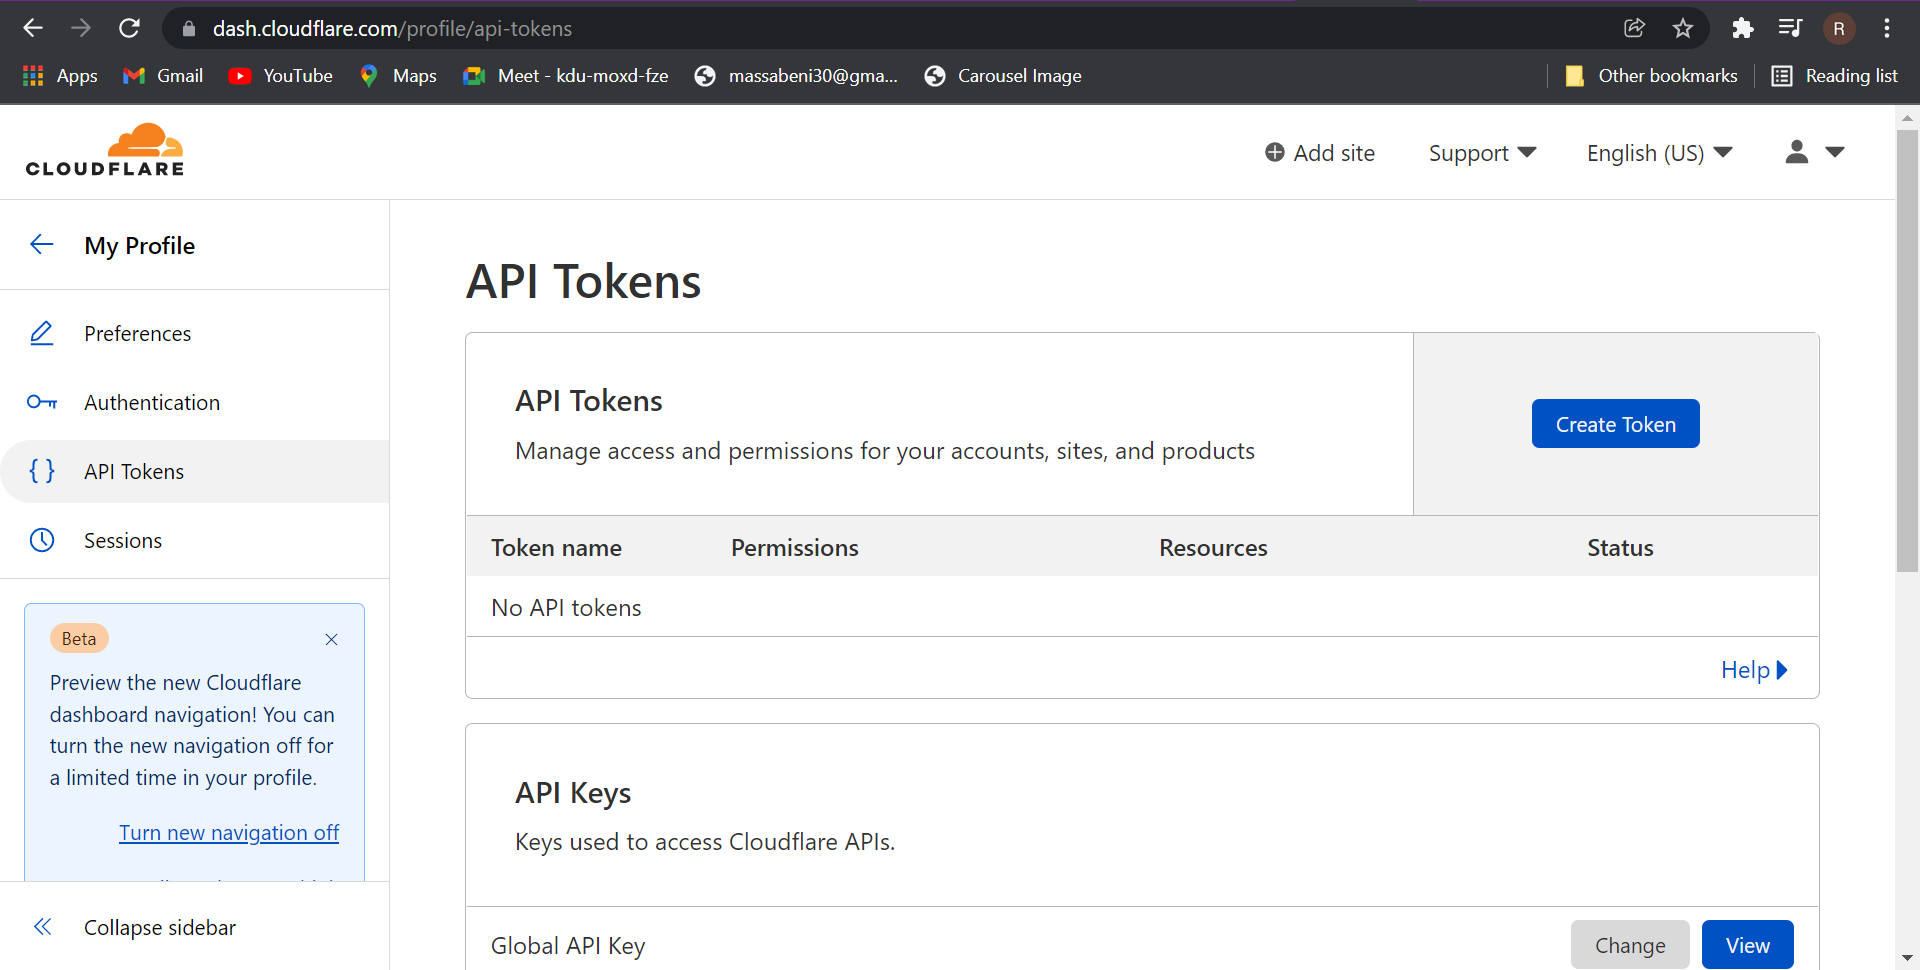 dash.cloudflare.com/profile/api-tokens
R
Apps Gmail YouTube Maps Meet - kdu-moxd-fze massabeni30@gma... Carousel Image Other bookmarks Reading list
CLOUDFLARE
Add site Support English (US)
My Profile
Preferences
Authentication
API Tokens
Sessions
Beta
Preview the new Cloudflare
dashboard navigation! You can
turn the new navigation off for
a limited time in your profile.
Turn new navigation off
Collapse sidebar
API Tokens
API Tokens
Manage access and permissions for your accounts, sites, and products
Create Token
Token name Permissions Resources Status
No API tokens
Help
API Keys
Keys used to access Cloudflare APIs.
Global API Key Change View